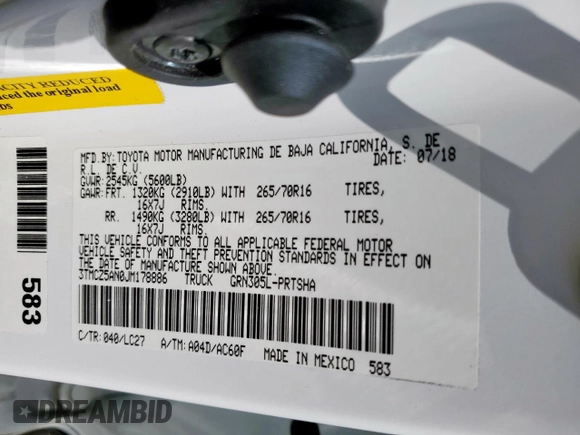 ACITY REDUCED
uced the original load
DS
MFD.BY:TOYOTA MOTOR MANUFACTURING DE BAJA CALIFORNIA, S. DE
R.L. DE C.V. DATE: 07/18
GVWR:2545KG (5600LB)
GAWR:FRT. 1320KG (2910LB) WITH 265/70R16 TIRES,
16X7J RIMS.
RR. 1490KG (3280LB) WITH 265/70R16 TIRES,
16X7J RIMS.
THIS VEHICLE CONFORMS TO ALL APPLICABLE FEDERAL MOTOR
VEHICLE SAFETY AND THEFT PREVENTION STANDARDS IN EFFECT ON
THE DATE OF MANUFACTURE SHOWN ABOVE.
3TMCZ5AN0JM178886 TRUCK GRN305L-PRTSHA
C/TR:040/LC27 A/TM:A04D/AC60F MADE IN MEXICO 583
583
DREAMBID